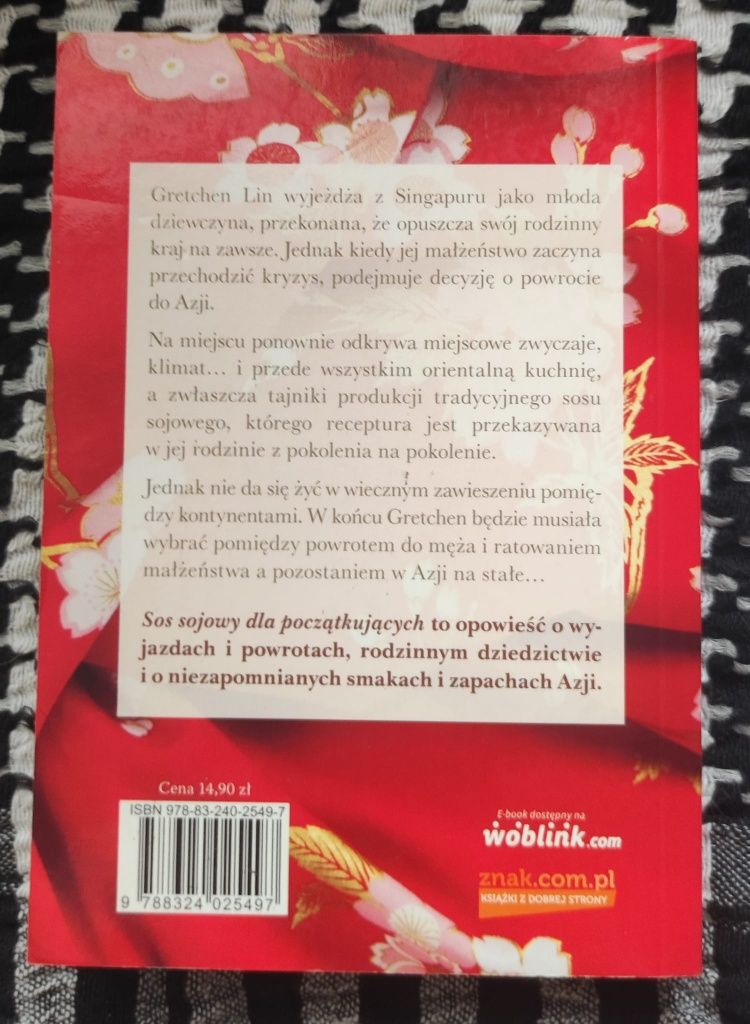 Gretchen Lin wyjeżdża z Singapuru jako młoda
dziewczyna, przekonana, że opuszcza swój rodzinny
kraj na zawsze. Jednak kiedy jej małżeństwo zaczyna
przechodzić kryzys, podejmuje decyzję o powrocie
do Azji.
Na miejscu ponownie odkrywa miejscowe zwyczaje,
klimat... i przede wszystkim orientalną kuchnię,
a zwłaszcza tajniki produkcji tradycyjnego sosu
sojowego, którego receptura jest przekazywana
w jej rodzinie z pokolenia na pokolenie.
Jednak nie da się żyć w wiecznym zawieszeniu pomię-
dzy kontynentami. W końcu Gretchen będzie musiała
wybrać pomiędzy powrotem do męża i ratowaniem
małżeństwa a pozostaniem w Azji na stałe...
Sos sojowy dla początkujących to opowieść o wy-
jazdach i powrotach, rodzinnym dziedzictwie
i o niezapomnianych smakach i zapachach Azji.
Cena 14,90 zł
ISBN 978-83-240-2549-7
9 788324 025497
E-book dostępny na
woblink.com
znak.com.pl
KSIĄŻKI Z DOBREJ STRONY